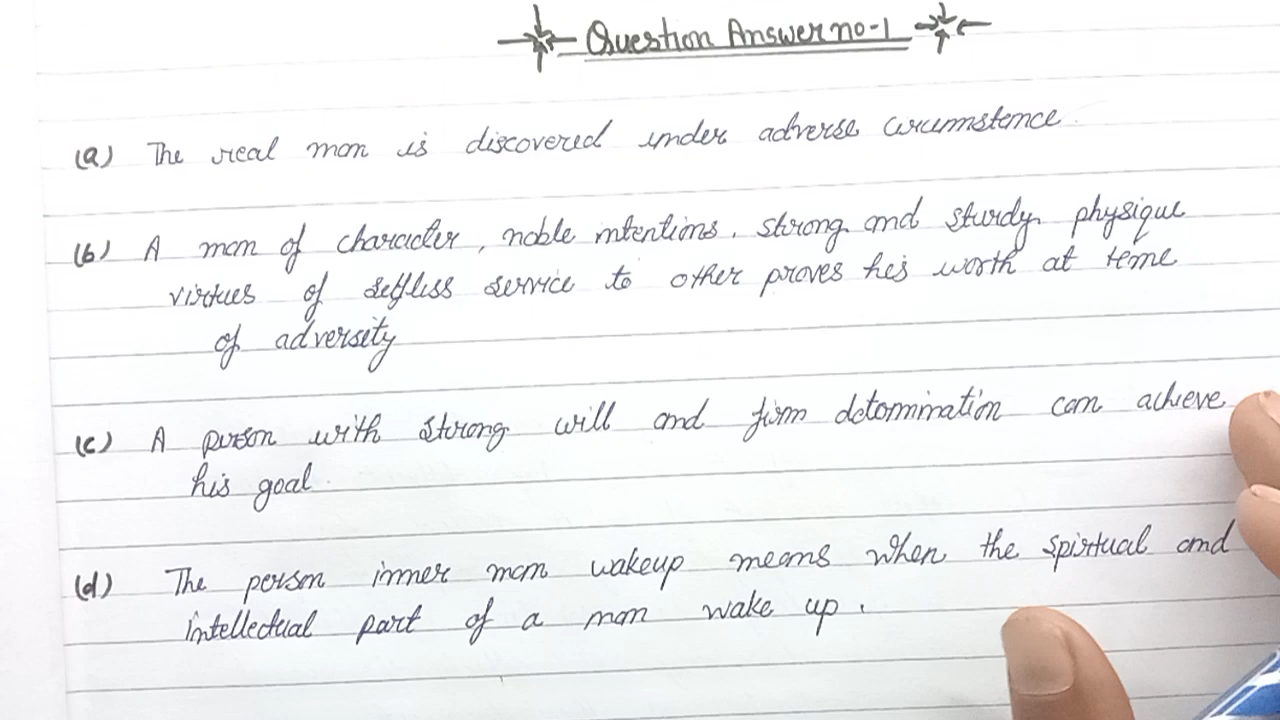 Question Answer no-1
(a) The real man is discovered under adverse circumstance.
(b) A man of character, noble intentions, strong and sturdy physique
virtues of selfless service to other proves his worth at teme
of adversity
(c) A person with strong will and firm detormination can achieve
his goal.
(d) The person inner man wakeup means when the spirtual and
intellectual part of a man wake up.